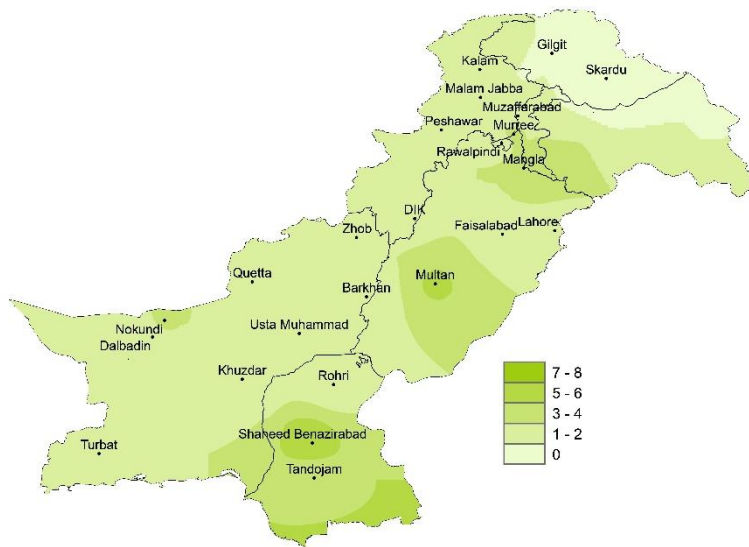 Gilgit
Kalam
Skardu
Malam Jabba
Muzaffarabad
Peshawar
Murree
Rawalpindi
Mangla
DIK
Zhob
Faisalabad
Lahore
Quetta
Multan
Barkhan
Nokundi
Usta Muhammad
Dalbadin
Khuzdar
Rohri
7 - 8
5 - 6
3 - 4
1 - 2
0
Shaheed Benazirabad
Turbat
Tandojam